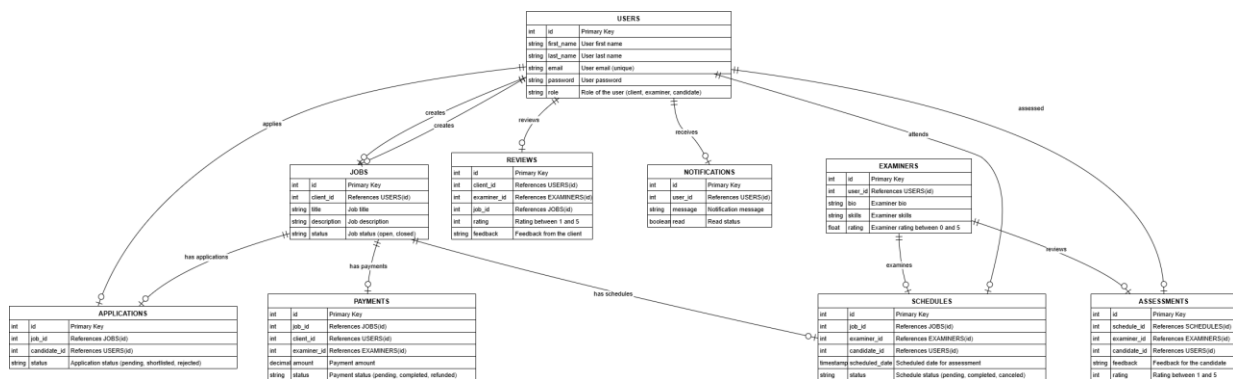 USERS
int id Primary Key
string first_name User first name
string last_name User last name
string email User email (unique)
string password User password
string role Role of the user (client, examiner, candidate)
applies
creates
creates
reviews
receives
attends
assessed
JOBS
int id Primary Key
int client_id References USERS(id)
string title Job title
string description Job description
string status Job status (open, closed)
REVIEWS
int id Primary Key
int client_id References USERS(id)
int examiner_id References EXAMINERS(id)
int job_id References JOBS(id)
int rating Rating between 1 and 5
string feedback Feedback from the client
NOTIFICATIONS
int id Primary Key
int user_id References USERS(id)
string message Notification message
boolean read Read status
EXAMINERS
int id Primary Key
int user_id References USERS(id)
string bio Examiner bio
string skills Examiner skills
float rating Examiner rating between 0 and 5
has applications
has payments
has schedules
examines
reviews
APPLICATIONS
int id Primary Key
int job_id References JOBS(id)
int candidate_id References USERS(id)
string status Application status (pending, shortlisted, rejected)
PAYMENTS
int id Primary Key
int job_id References JOBS(id)
int client_id References USERS(id)
int examiner_id References EXAMINERS(id)
decimal amount Payment amount
string status Payment status (pending, completed, refunded)
SCHEDULES
int id Primary Key
int job_id References JOBS(id)
int examiner_id References EXAMINERS(id)
int candidate_id References USERS(id)
timestamp scheduled_date Scheduled date for assessment
string status Schedule status (pending, completed, canceled)
ASSESSMENTS
int id Primary Key
int schedule_id References SCHEDULES(id)
int examiner_id References EXAMINERS(id)
int candidate_id References USERS(id)
string feedback Feedback for the candidate
int rating Rating between 1 and 5